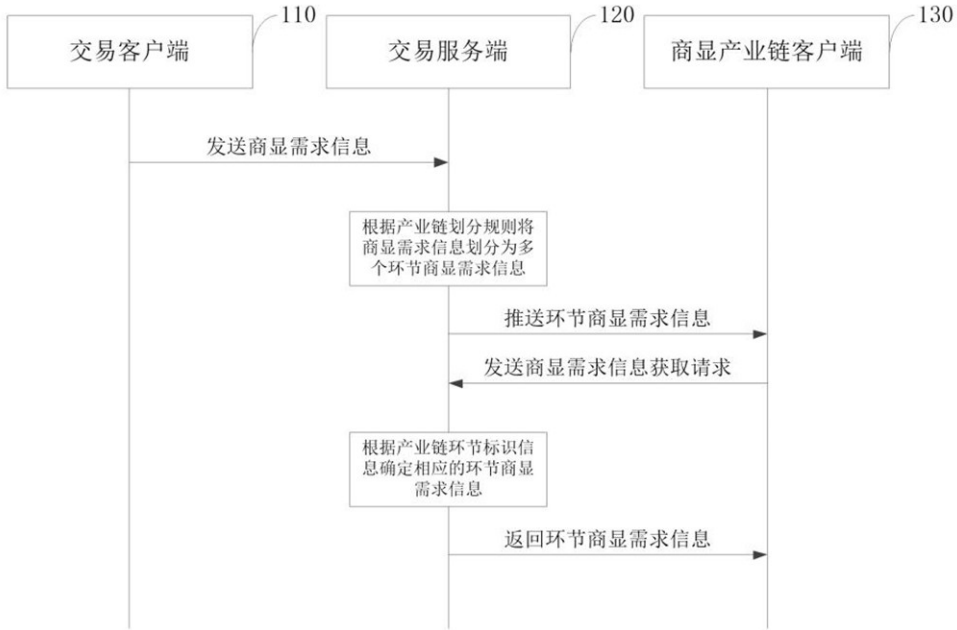 110
120
130
交易客户端
交易服务端
商显产业链客户端
发送商显需求信息
根据产业链划分规则将
商显需求信息划分为多
个环节商显需求信息
推送环节商显需求信息
发送商显需求信息获取请求
根据产业链环节标识信
息确定相应的环节商显
需求信息
返回环节商显需求信息